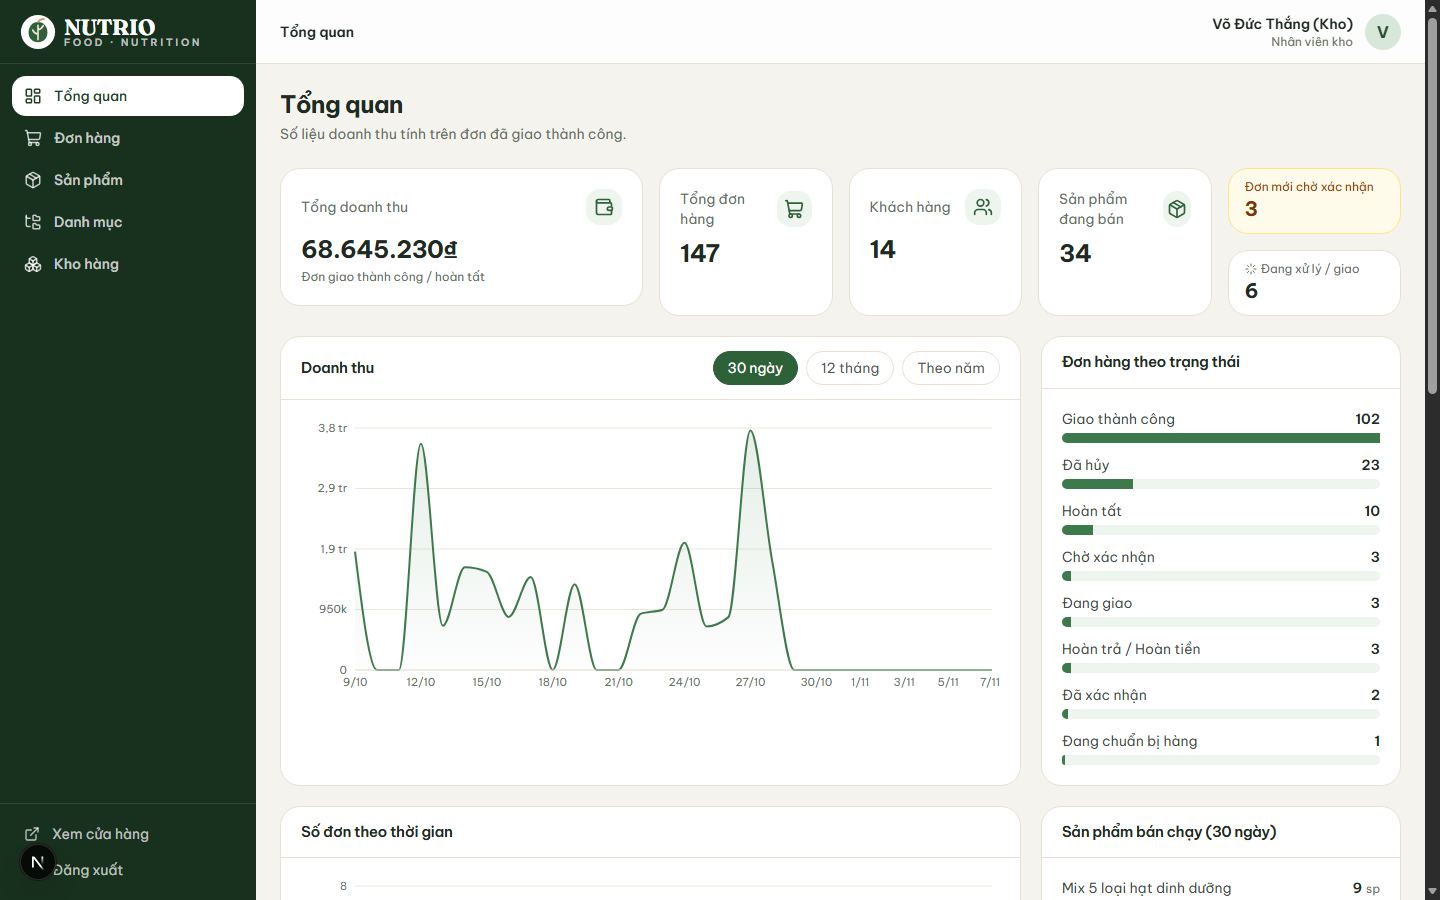 NUTRIO
FOOD · NUTRITION
Tổng quan
Đơn hàng
Sản phẩm
Danh mục
Kho hàng
Xem cửa hàng
N
Đăng xuất
Tổng quan
Võ Đức Thắng (Kho)
Nhân viên kho
V
Tổng quan
Số liệu doanh thu tính trên đơn đã giao thành công.
Tổng doanh thu
68.645.230₫
Đơn giao thành công / hoàn tất
Tổng đơn
hàng
147
Khách hàng
14
Sản phẩm
đang bán
34
Đơn mới chờ xác nhận
3
Đang xử lý / giao
6
Doanh thu
30 ngày
12 tháng
Theo năm
3,8 tr
2,9 tr
1,9 tr
950k
0
9/10 12/10 15/10 18/10 21/10 24/10 27/10 30/10 1/11 3/11 5/11 7/11
Đơn hàng theo trạng thái
Giao thành công 102
Đã hủy 23
Hoàn tất 10
Chờ xác nhận 3
Đang giao 3
Hoàn trả / Hoàn tiền 3
Đã xác nhận 2
Đang chuẩn bị hàng 1
Số đơn theo thời gian
8
Sản phẩm bán chạy (30 ngày)
Mix 5 loại hạt dinh dưỡng 9 sp